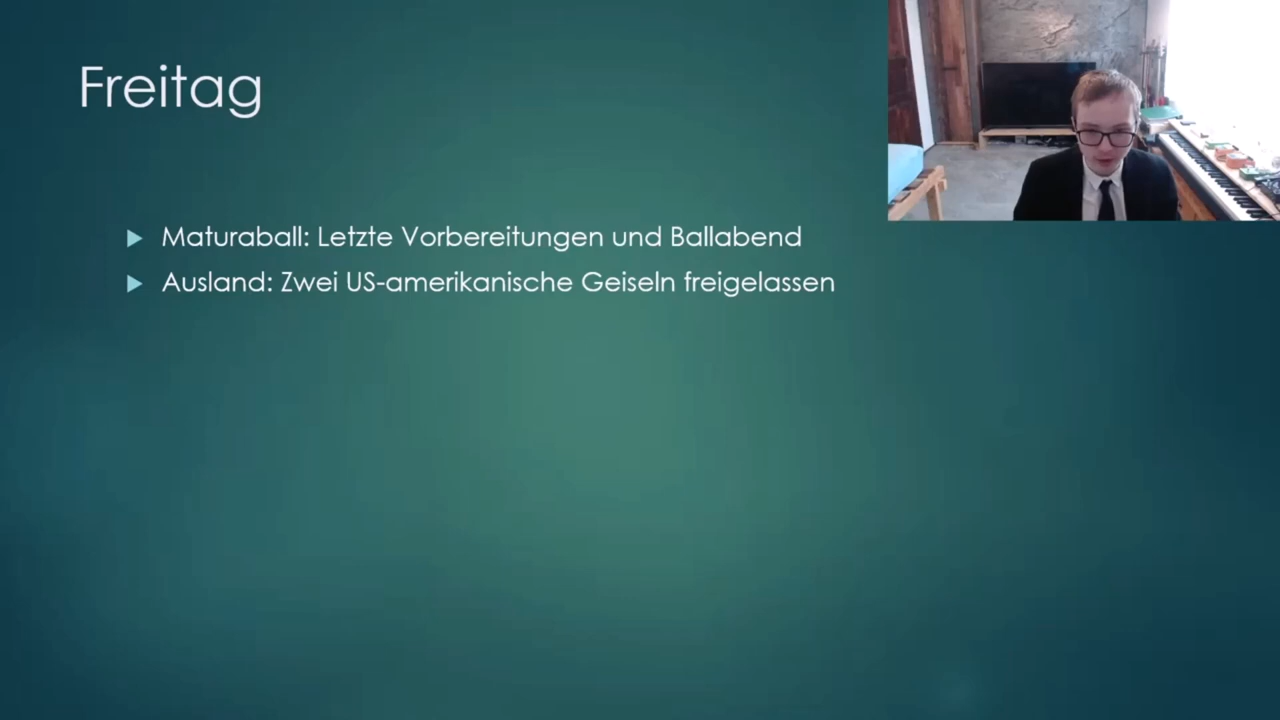 Freitag
Maturaball: Letzte Vorbereitungen und Ballabend
Ausland: Zwei US-amerikanische Geiseln freigelassen